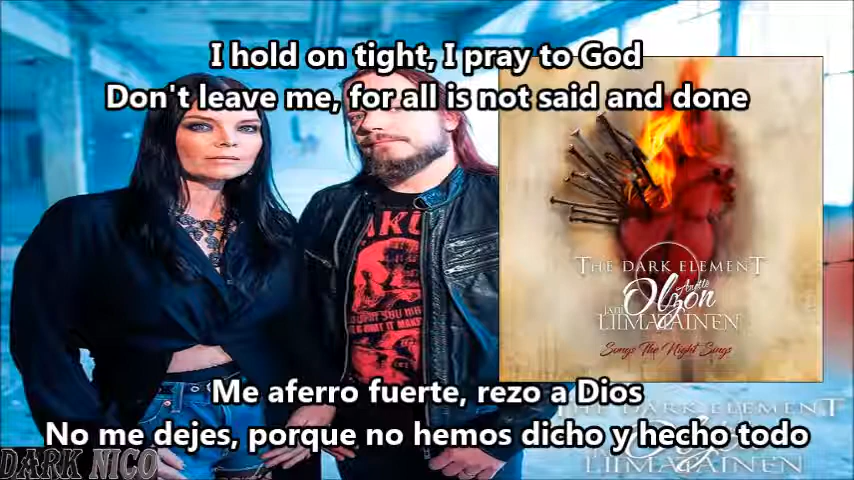 I hold on tight, I pray to God
Don't leave me, for all is not said and done
THE DARK ELEMENT
Anette
Olzon
JANI
LIIMATAINEN
Songs The Night Sings
Me aferro fuerte, rezo a Dios
No me dejes, porque no hemos dicho y hecho todo
THE DARK ELEMENT
LIIMATAINEN
DARK NICO